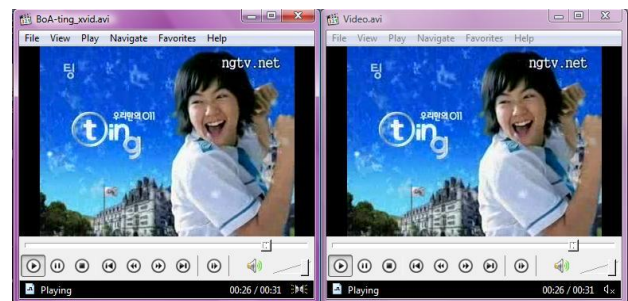 BoA-ting_xvid.avi
File View Play Navigate Favorites Help
팅
ngtv.net
우리만의 011
ting
Playing
00:26 / 00:31
Video.avi
File View Play Navigate Favorites Help
팅
ngtv.net
우리만의 011
ting
Playing
00:26 / 00:31